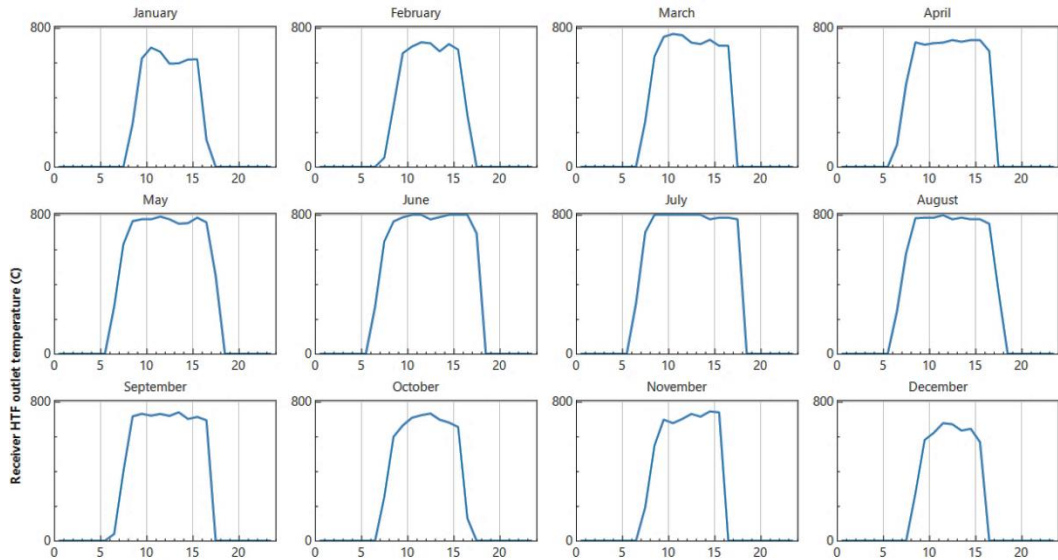 January February March April
800 800 800 800
0 0 0 0
0 5 10 15 20 0 5 10 15 20 0 5 10 15 20 0 5 10 15 20
May June July August
800 800 800 800
0 0 0 0
0 5 10 15 20 0 5 10 15 20 0 5 10 15 20 0 5 10 15 20
September October November December
800 800 800 800
0 0 0 0
0 5 10 15 20 0 5 10 15 20 0 5 10 15 20 0 5 10 15 20
Receiver HTF outlet temperature (C)